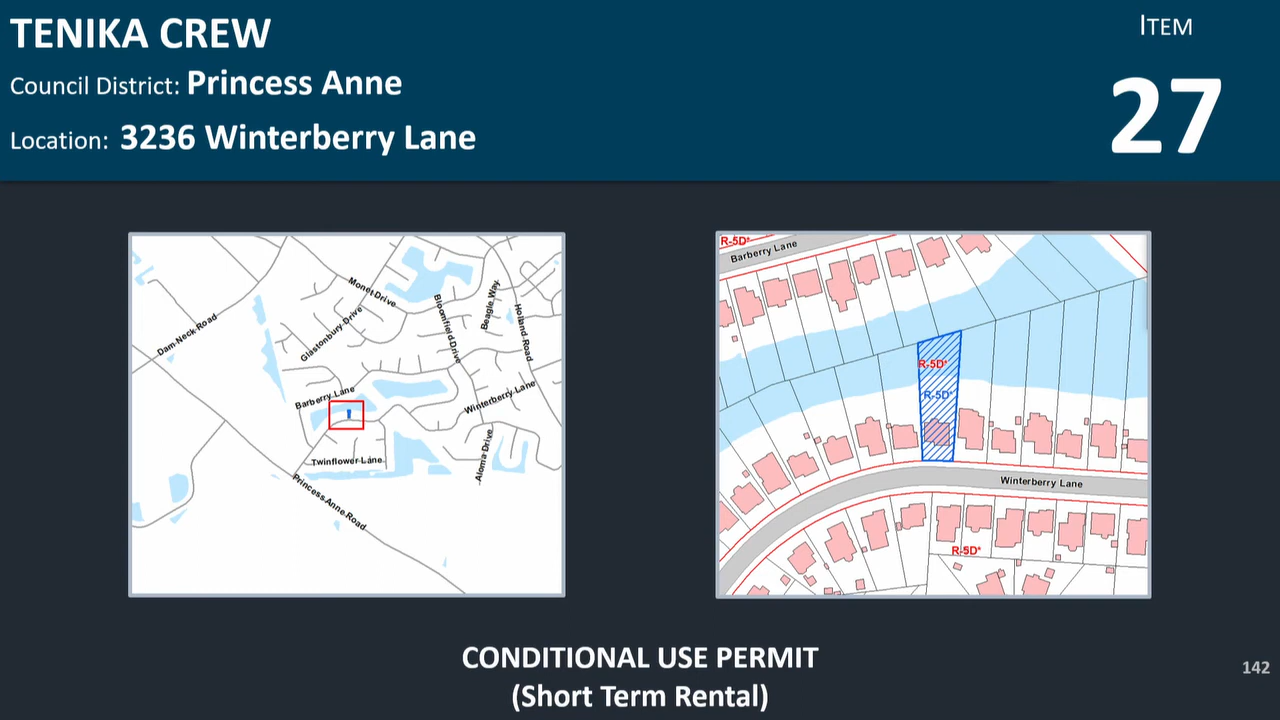 TENIKA CREW
Council District: Princess Anne
Location: 3236 Winterberry Lane
ITEM
27
Monet Drive
Dam Neck Road
Glastonbury Drive
Bloomfield Drive
Beagle Way
Holland Road
Barberry Lane
Winterberry Lane
Twinflower Lane
Aloma Drive
Princess Anne Road
R-5D*
Barberry Lane
R-5D*
R-5D*
Winterberry Lane
R-5D*
CONDITIONAL USE PERMIT
(Short Term Rental)
142